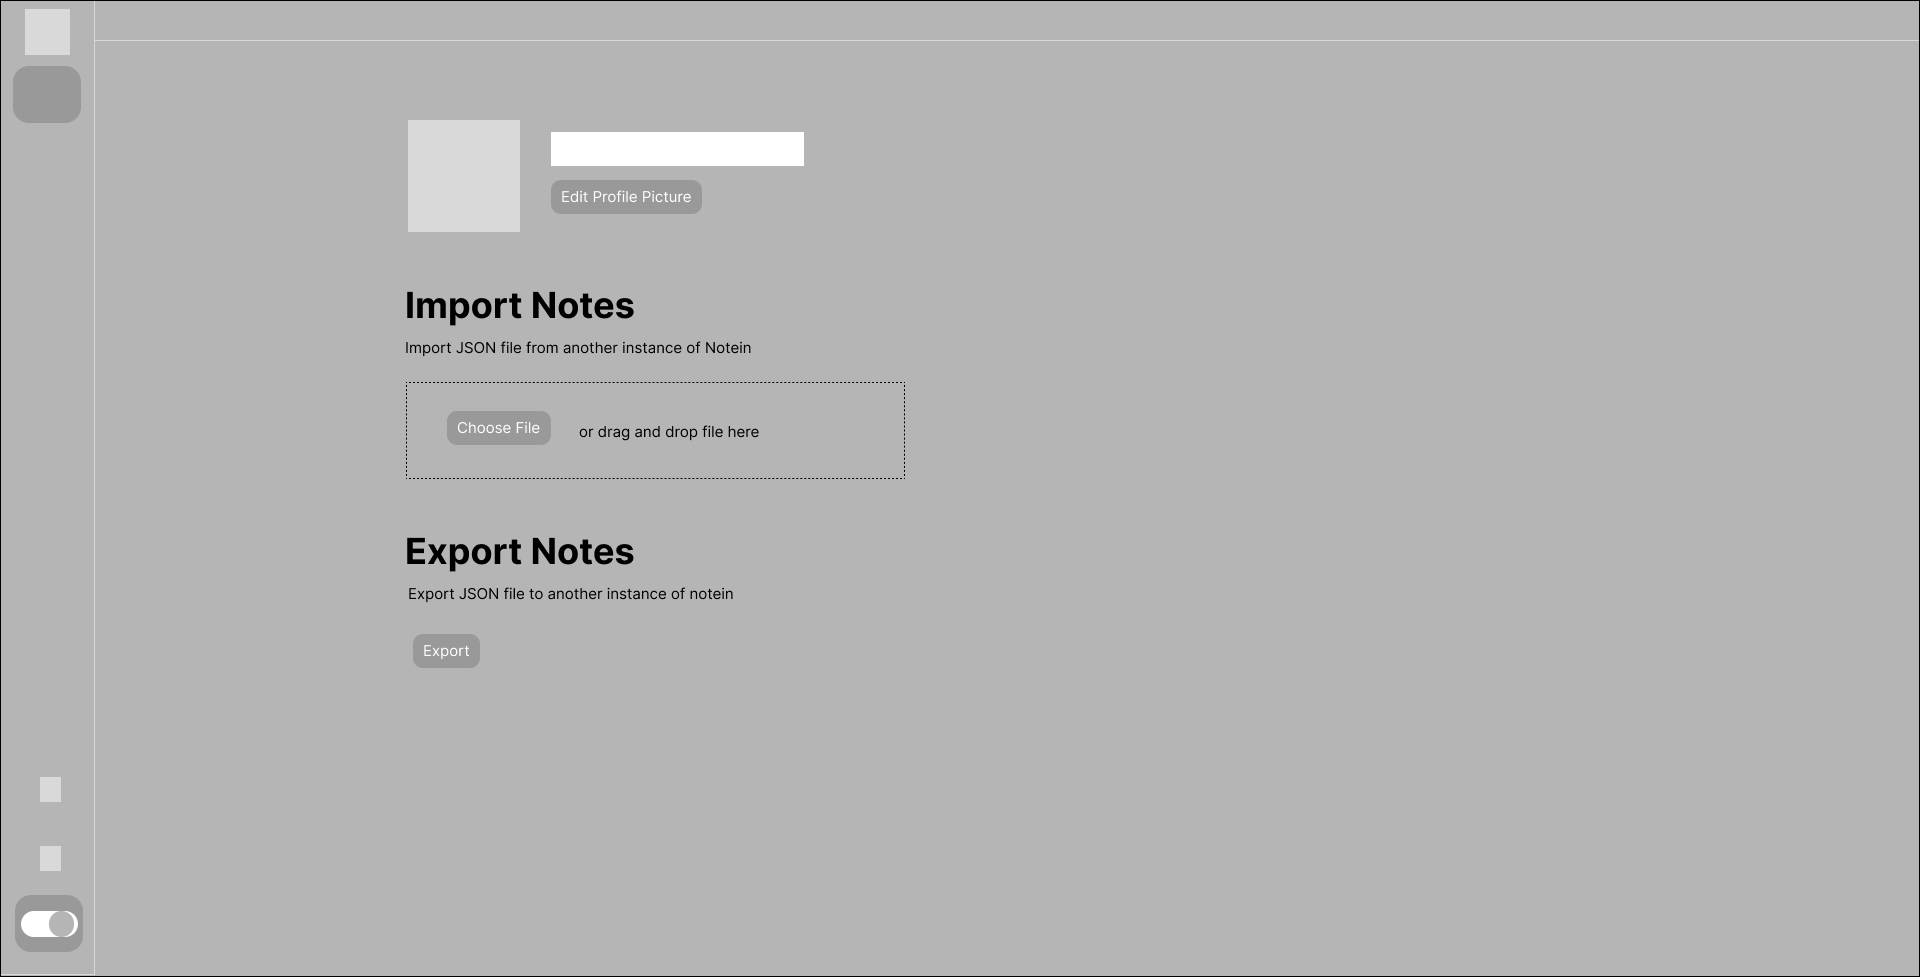 Edit Profile Picture
Import Notes
Import JSON file from another instance of Notein
Choose File
or drag and drop file here
Export Notes
Export JSON file to another instance of notein
Export